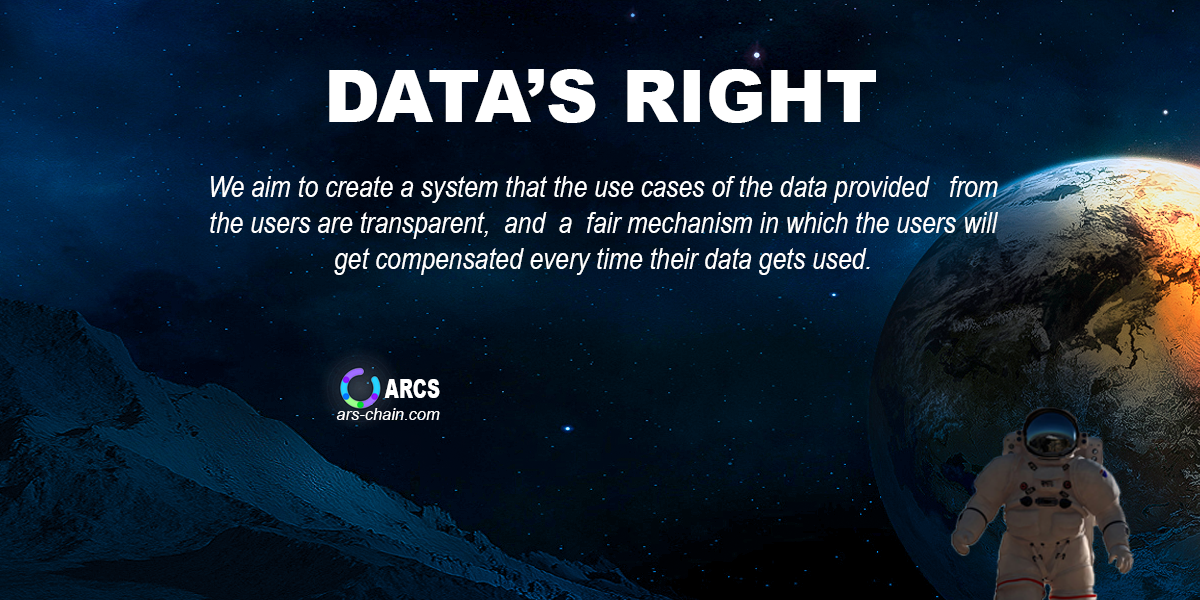 DATA’S RIGHT
We aim to create a system that the use cases of the data provided from
the users are transparent, and a fair mechanism in which the users will
get compensated every time their data gets used.
ARCS
ars-chain.com